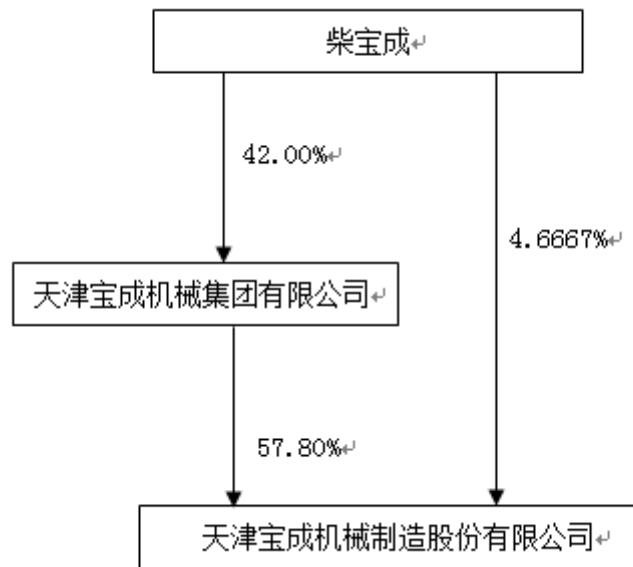 柴宝成
42.00%
4.6667%
天津宝成机械集团有限公司
57.80%
天津宝成机械制造股份有限公司